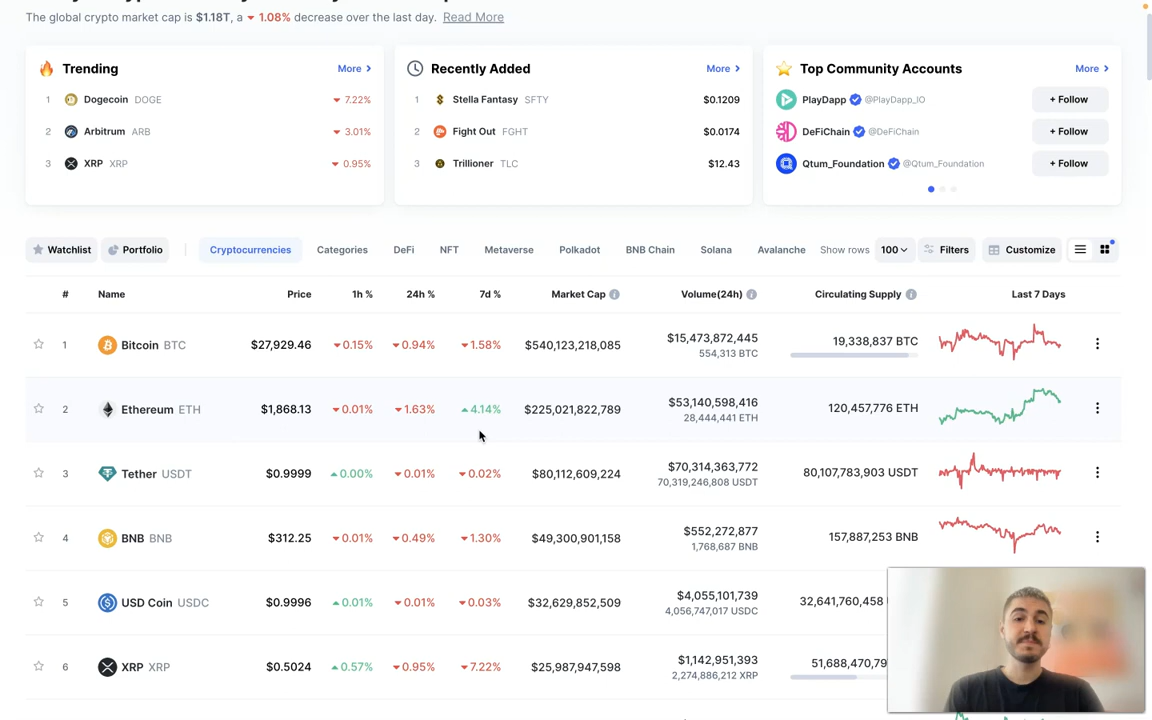 The global crypto market cap is $1.18T, a 1.08% decrease over the last day. Read More
Trending More
1 Dogecoin DOGE 7.22%
2 Arbitrum ARB 3.01%
3 XRP XRP 0.95%
Recently Added More
1 Stella Fantasy SFTY $0.1209
2 Fight Out FGHT $0.0174
3 Trillioner TLC $12.43
Top Community Accounts More
PlayDapp @PlayDapp_IO + Follow
DeFiChain @DeFiChain + Follow
Qtum_Foundation @Qtum_Foundation + Follow
Watchlist Portfolio Cryptocurrencies Categories DeFi NFT Metaverse Polkadot BNB Chain Solana Avalanche Show rows 100 Filters Customize
# Name Price 1h % 24h % 7d % Market Cap Volume(24h) Circulating Supply Last 7 Days
1 Bitcoin BTC $27,929.46 0.15% 0.94% 1.58% $540,123,218,085 $15,473,872,445 19,338,837 BTC
554,313 BTC
2 Ethereum ETH $1,868.13 0.01% 1.63% 4.14% $225,021,822,789 $53,140,598,416 120,457,776 ETH
28,444,441 ETH
3 Tether USDT $0.9999 0.00% 0.01% 0.02% $80,112,609,224 $70,314,363,772 80,107,783,903 USDT
70,319,246,808 USDT
4 BNB BNB $312.25 0.01% 0.49% 1.30% $49,300,901,158 $552,272,877 157,887,253 BNB
1,768,687 BNB
5 USD Coin USDC $0.9996 0.01% 0.01% 0.03% $32,629,852,509 $4,055,101,739 32,641,760,458
4,056,747,017 USDC
6 XRP XRP $0.5024 0.57% 0.95% 7.22% $25,987,947,598 $1,142,951,393 51,688,470,79
2,274,886,212 XRP